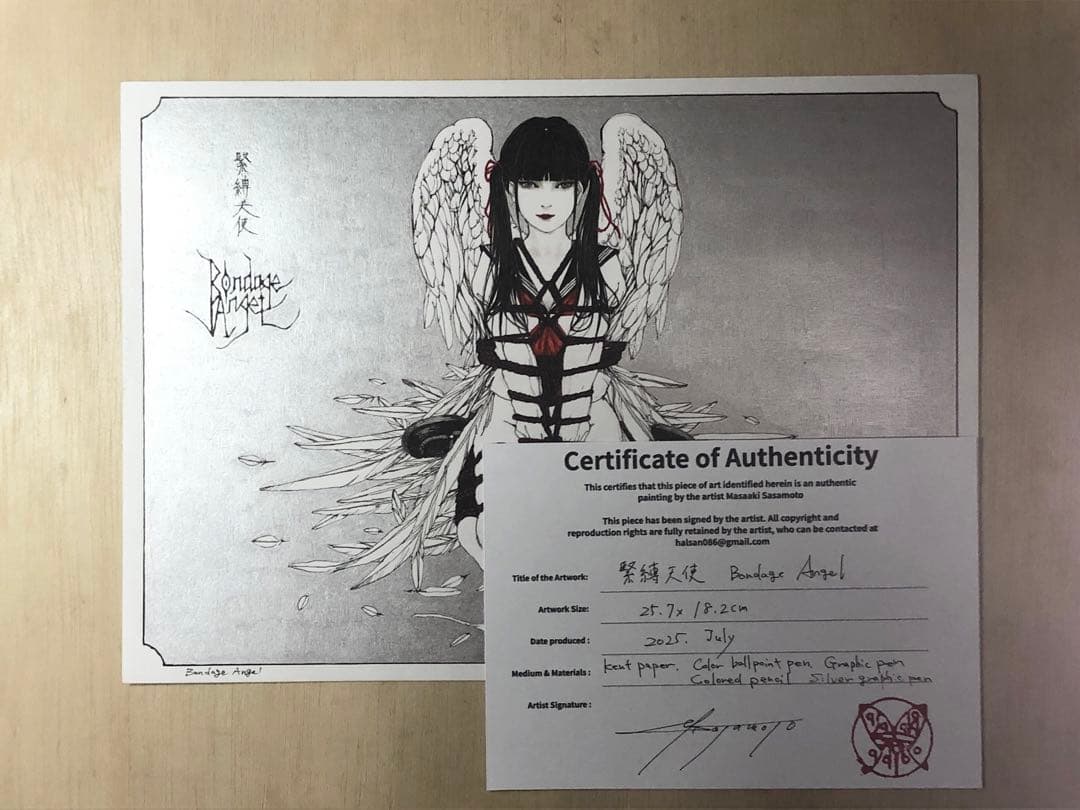 緊縛天使
Bondage
Angel
Bondage Angel
Certificate of Authenticity
This certifies that this piece of art identified herein is an authentic
painting by the artist Masaaki Sasamoto
This piece has been signed by the artist. All copyright and
reproduction rights are fully retained by the artist, who can be contacted at
halsan086@gmail.com
Title of the Artwork: 緊縛天使 Bondage Angel
Artwork Size: 25.7x18.2cm
Date produced : 2025. July
Medium & Materials : kent paper. Color ballpoint pen. Graphic pen
Colored pencil Silver graphic pen
Artist Signature :